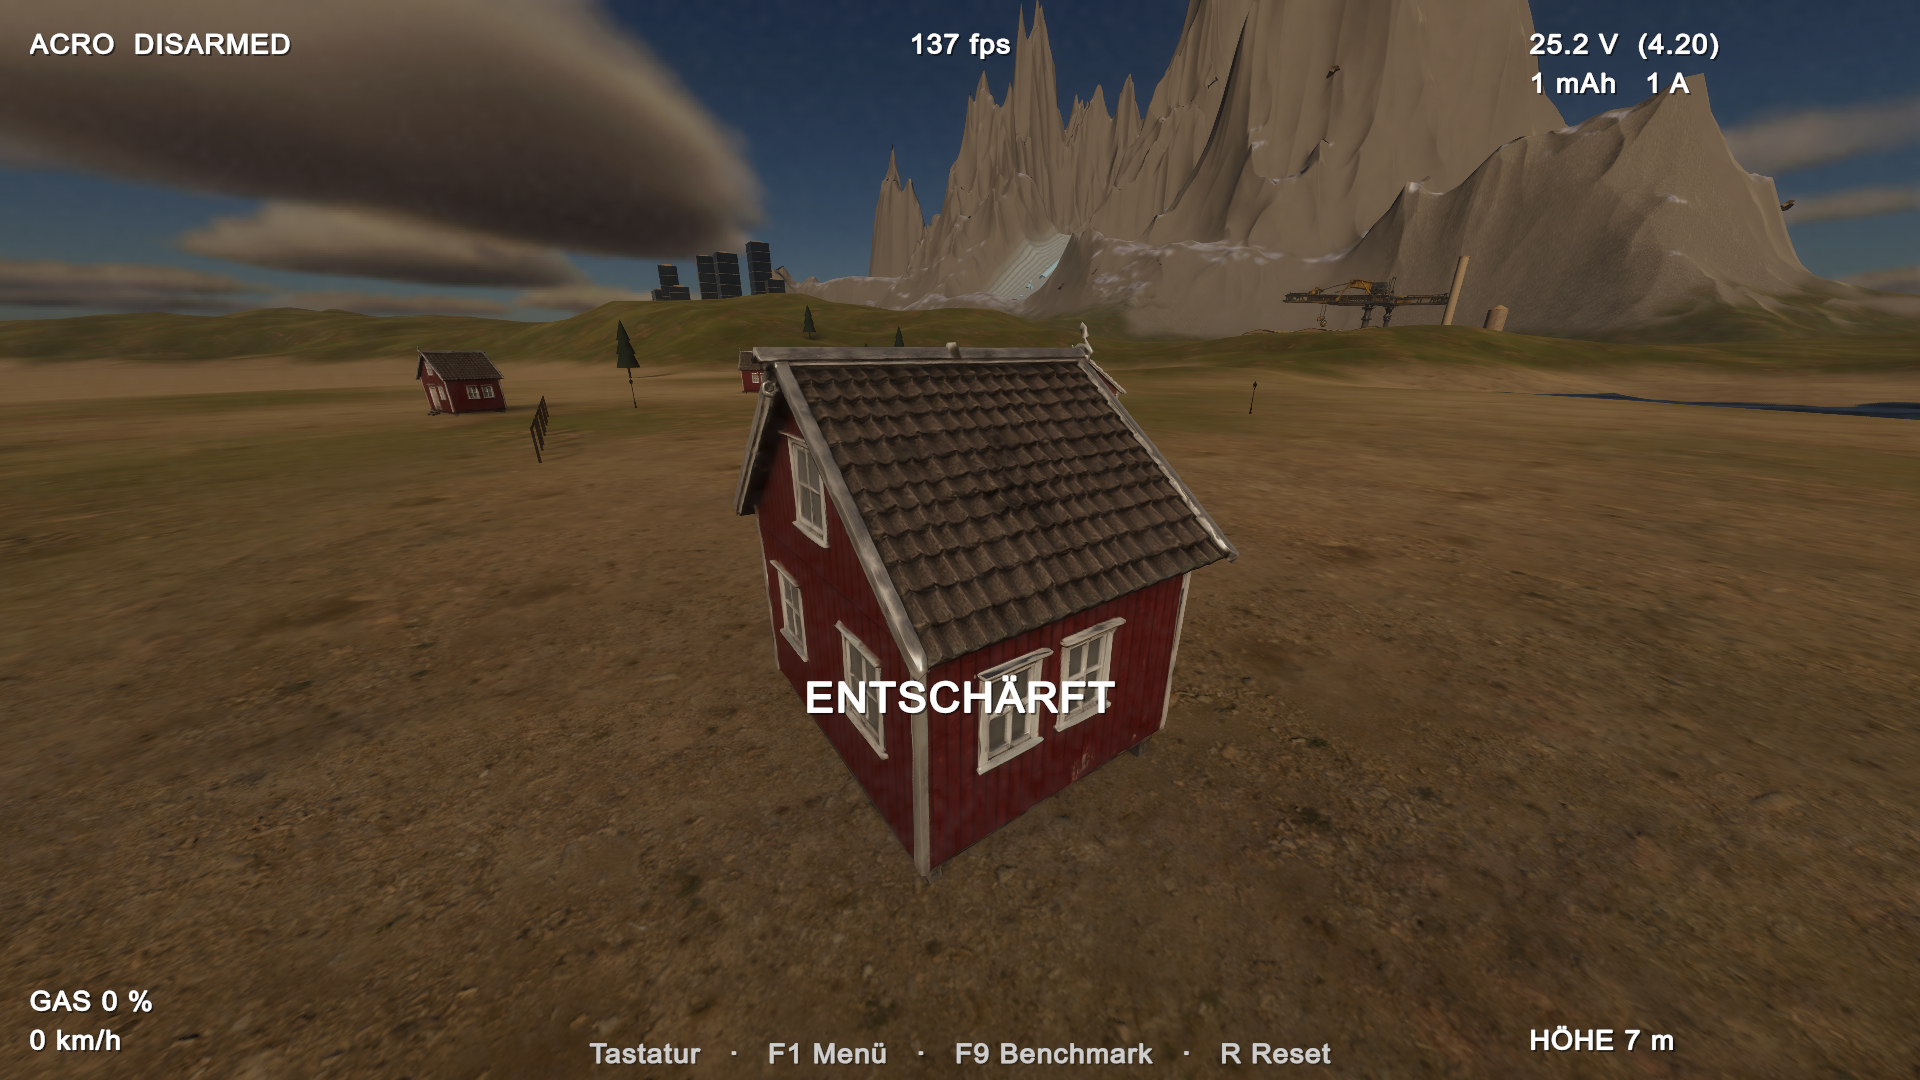 ACRO DISARMED
137 fps
25.2 V (4.20)
1 mAh 1 A
ENTSCHÄRFT
GAS 0 %
0 km/h
Tastatur · F1 Menü · F9 Benchmark · R Reset
HÖHE 7 m